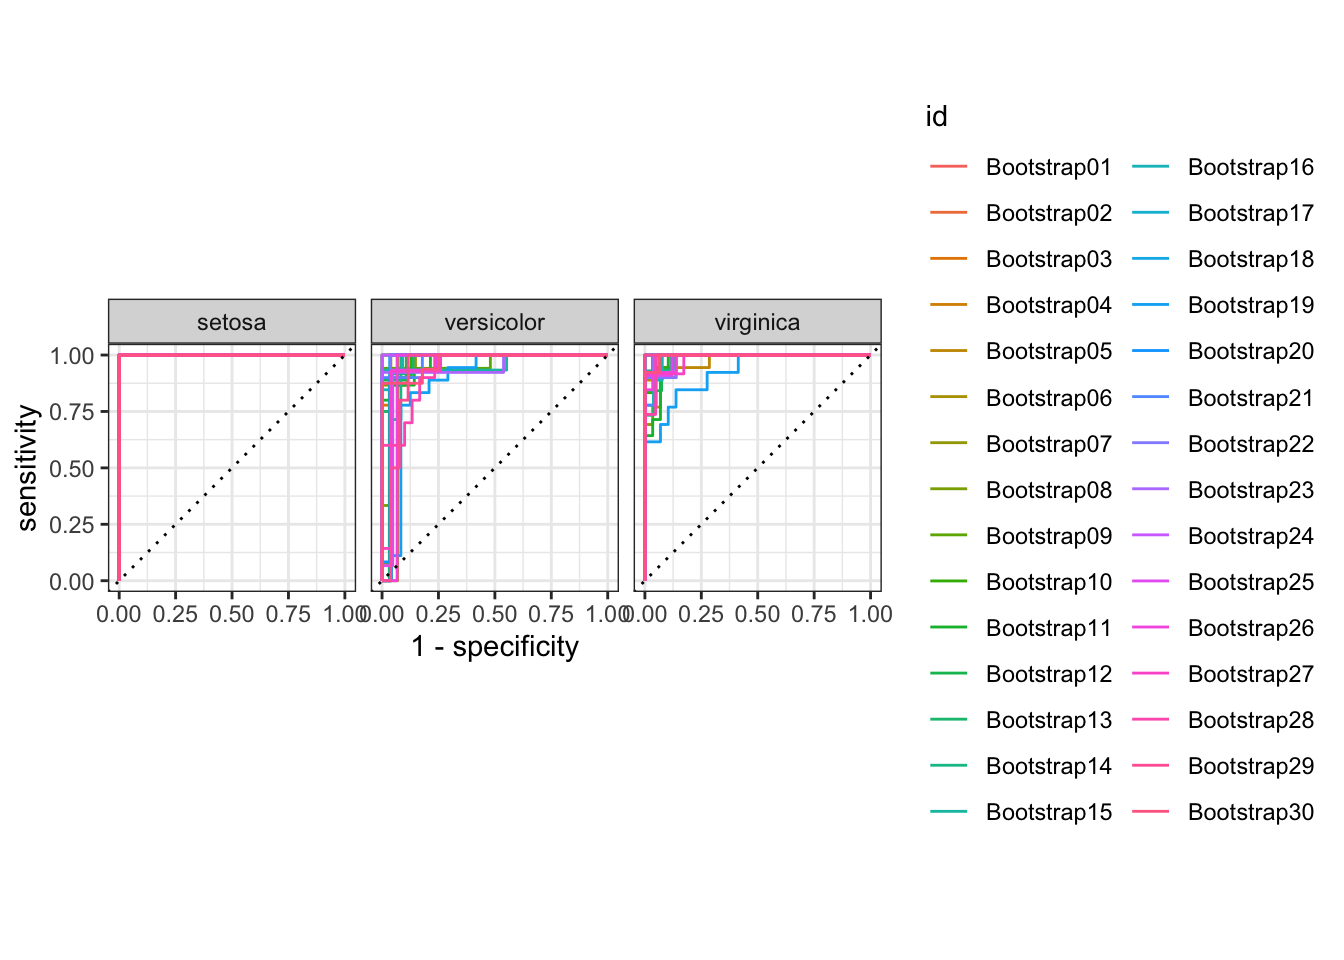 setosa
versicolor
virginica
1.00
0.75
0.50
0.25
0.00
sensitivity
0.00 0.25 0.50 0.75 1.00
0.00 0.25 0.50 0.75 1.00
0.00 0.25 0.50 0.75 1.00
1 - specificity
id
Bootstrap01
Bootstrap02
Bootstrap03
Bootstrap04
Bootstrap05
Bootstrap06
Bootstrap07
Bootstrap08
Bootstrap09
Bootstrap10
Bootstrap11
Bootstrap12
Bootstrap13
Bootstrap14
Bootstrap15
Bootstrap16
Bootstrap17
Bootstrap18
Bootstrap19
Bootstrap20
Bootstrap21
Bootstrap22
Bootstrap23
Bootstrap24
Bootstrap25
Bootstrap26
Bootstrap27
Bootstrap28
Bootstrap29
Bootstrap30